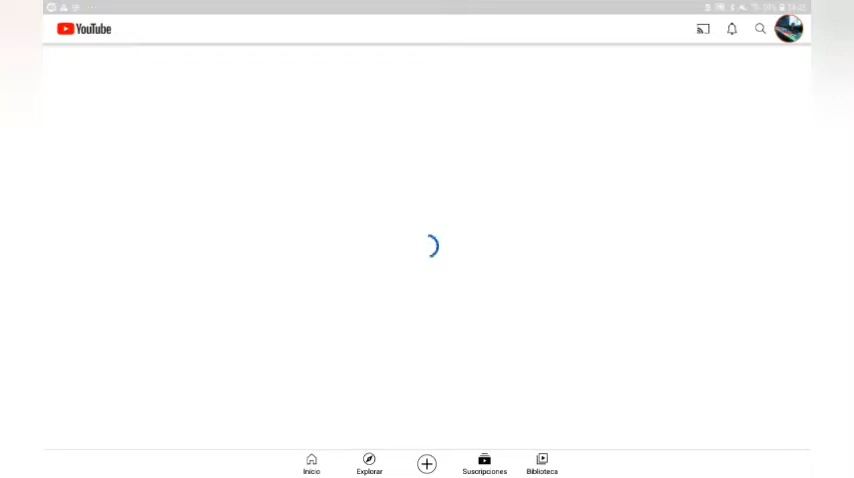 YouTube
Inicio
Explorar
Suscripciones
Biblioteca